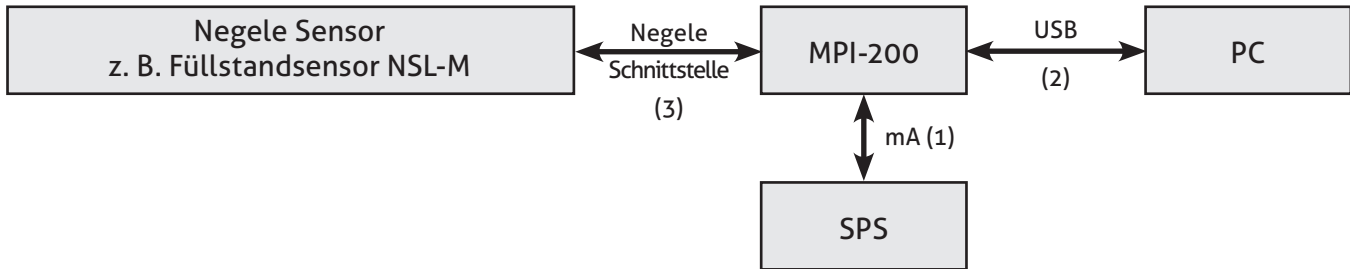 Negele Sensor
z. B. Füllstandsensor NSL-M
Negele
Schnittstelle
(3)
MPI-200
USB
(2)
PC
mA (1)
SPS